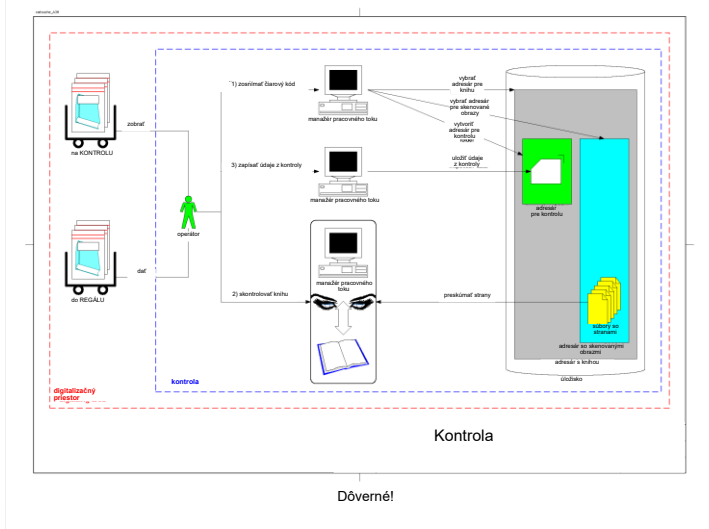 1) zosnímať čiarový kód
manažér pracovného toku
vybrať
adresár pre
knihu
vybrať adresár
pre skenované
obrazy
vytvoriť
adresár pre
kontrolu
zobrať
na KONTROLU
3) zapísať údaje z kontroly
manažér pracovného toku
uložiť údaje
z kontroly
adresár
pre kontrolu
operátor
dať
do REGÁLU
manažér pracovného
toku
2) skontrolovať knihu
preskúmať strany
súbory so
stranami
adresár so skenovanými
obrazmi
adresár s knihou
úložisko
kontrola
digitalizačný
priestor
Kontrola
Dôverné!